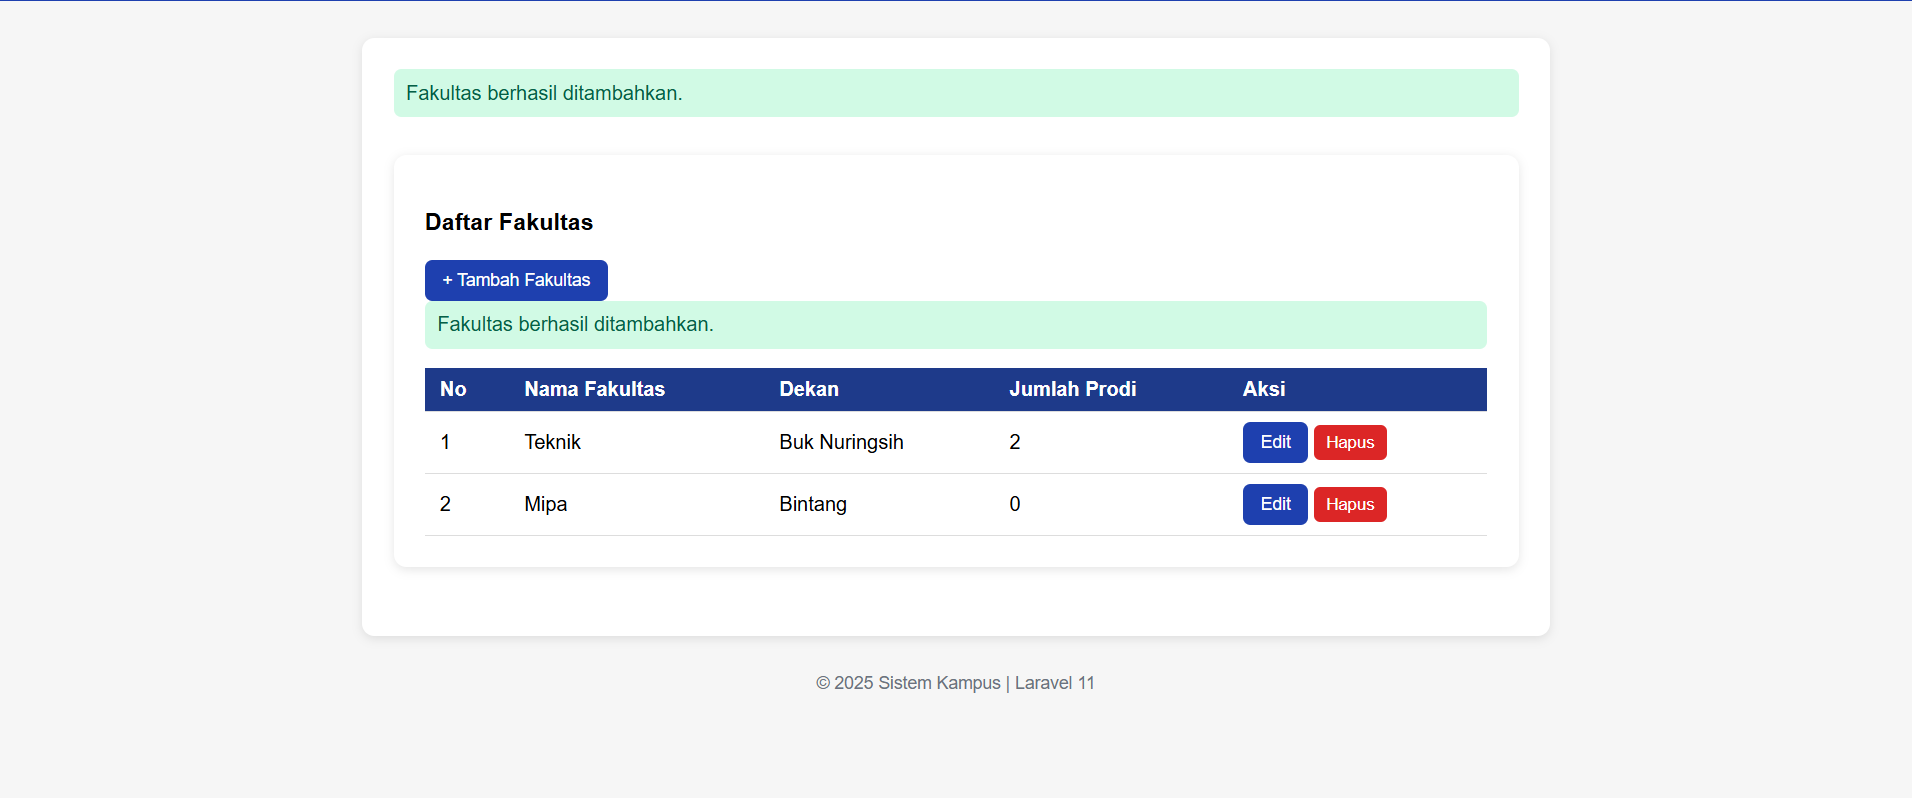 Fakultas berhasil ditambahkan.
Daftar Fakultas
+ Tambah Fakultas
Fakultas berhasil ditambahkan.
No Nama Fakultas Dekan Jumlah Prodi Aksi
1 Teknik Buk Nuringsih 2 Edit Hapus
2 Mipa Bintang 0 Edit Hapus
© 2025 Sistem Kampus | Laravel 11